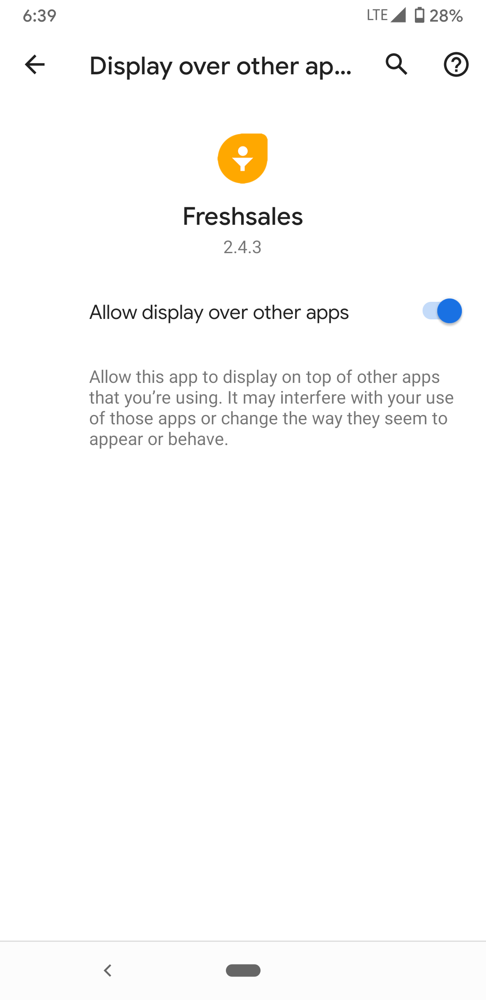 6:39 LTE 28%
Display over other ap...
Freshsales
2.4.3
Allow display over other apps
Allow this app to display on top of other apps
that you’re using. It may interfere with your use
of those apps or change the way they seem to
appear or behave.